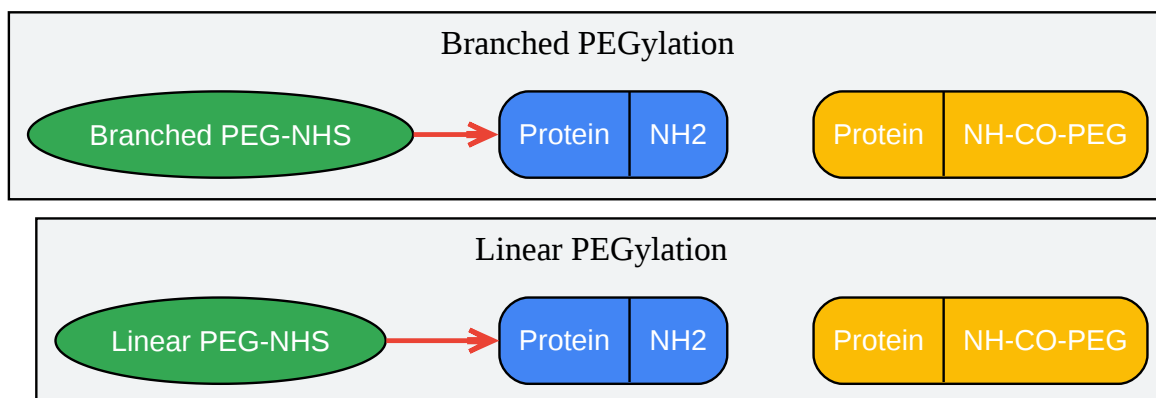 Branched PEGylation
Branched PEG-NHS Protein NH2 Protein NH-CO-PEG
Linear PEGylation
Linear PEG-NHS Protein NH2 Protein NH-CO-PEG